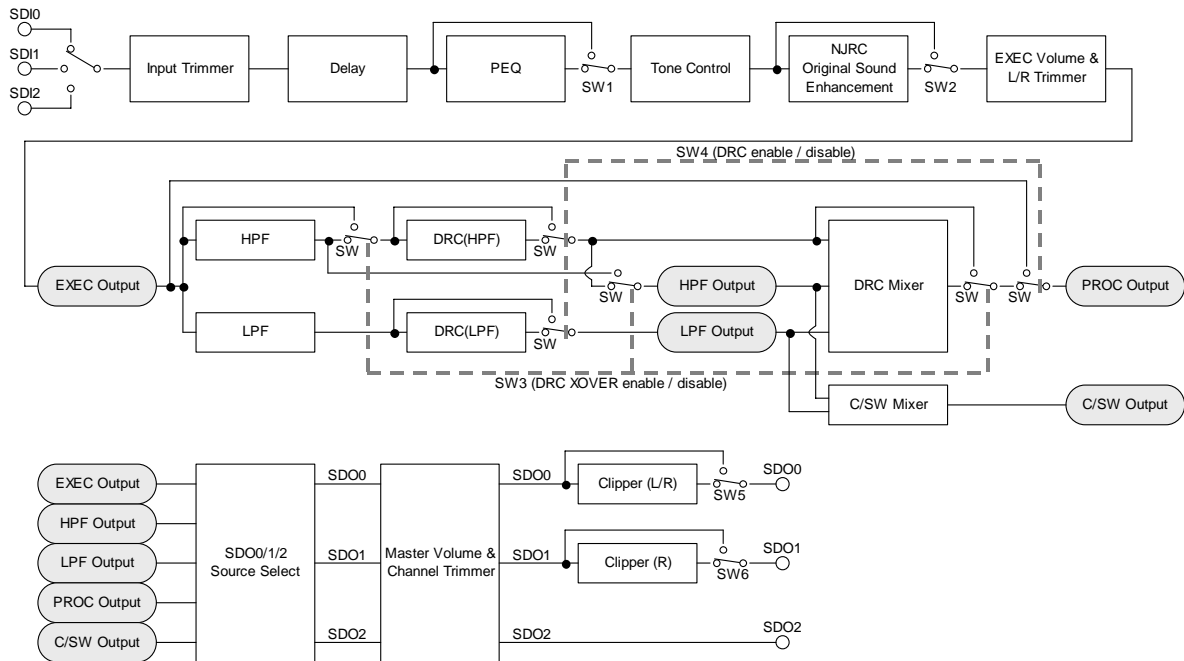 SDI0
SDI1
SDI2
Input Trimmer
Delay
PEQ
SW1
Tone Control
NJRC
Original Sound
Enhancement
SW2
EXEC Volume &
L/R Trimmer
SW4 (DRC enable / disable)
HPF
SW
DRC(HPF)
SW
EXEC Output
SW
HPF Output
DRC Mixer
SW
SW
PROC Output
LPF
DRC(LPF)
SW
LPF Output
SW3 (DRC XOVER enable / disable)
C/SW Mixer
C/SW Output
EXEC Output
HPF Output
LPF Output
PROC Output
C/SW Output
SDO0/1/2
Source Select
SDO0
SDO1
SDO2
Master Volume &
Channel Trimmer
SDO0
SDO1
SDO2
Clipper (L/R)
SW5
SDO0
Clipper (R)
SW6
SDO1
SDO2